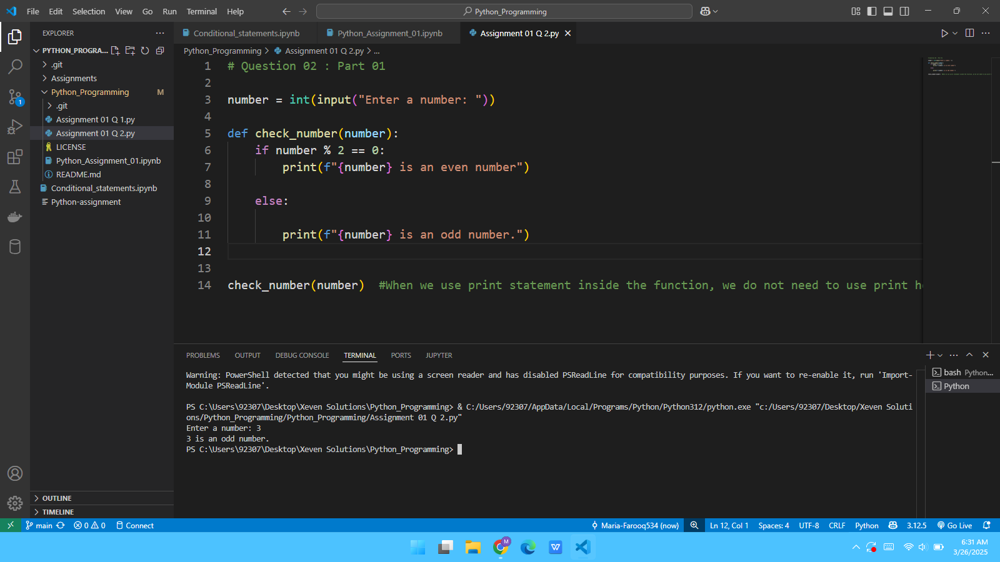 File Edit Selection View Go Run Terminal Help
Python_Programming
EXPLORER
PYTHON_PROGRA...
.git
Assignments
Python_Programming M
.git
Assignment 01 Q 1.py
Assignment 01 Q 2.py
LICENSE
Python_Assignment_01.ipynb
README.md
Conditional_statements.ipynb
Python-assignment
OUTLINE
TIMELINE
1
Conditional_statements.ipynb Python_Assignment_01.ipynb Assignment 01 Q 2.py
Python_Programming > Assignment 01 Q 2.py > ...
1 # Question 02 : Part 01
2
3 number = int(input("Enter a number: "))
4
5 def check_number(number):
6 if number % 2 == 0:
7 print(f"{number} is an even number")
8
9 else:
10
11 print(f"{number} is an odd number.")
12
13
14 check_number(number) #When we use print statement inside the function, we do not need to use print h
PROBLEMS OUTPUT DEBUG CONSOLE TERMINAL PORTS JUPYTER
Warning: PowerShell detected that you might be using a screen reader and has disabled PSReadLine for compatibility purposes. If you want to re-enable it, run 'Import-
Module PSReadLine'.
PS C:\Users\92307\Desktop\Xeven Solutions\Python_Programming> & C:/Users/92307/AppData/Local/Programs/Python/Python312/python.exe "c:/Users/92307/Desktop/Xeven Soluti
ons/Python_Programming/Python_Programming/Assignment 01 Q 2.py"
Enter a number: 3
3 is an odd number.
PS C:\Users\92307\Desktop\Xeven Solutions\Python_Programming>
bash Python...
Python
main 0 0 Connect Maria-Farooq534 (now) Ln 12, Col 1 Spaces: 4 UTF-8 CRLF Python 3.12.5 Go Live
M
W
6:31 AM
3/26/2025